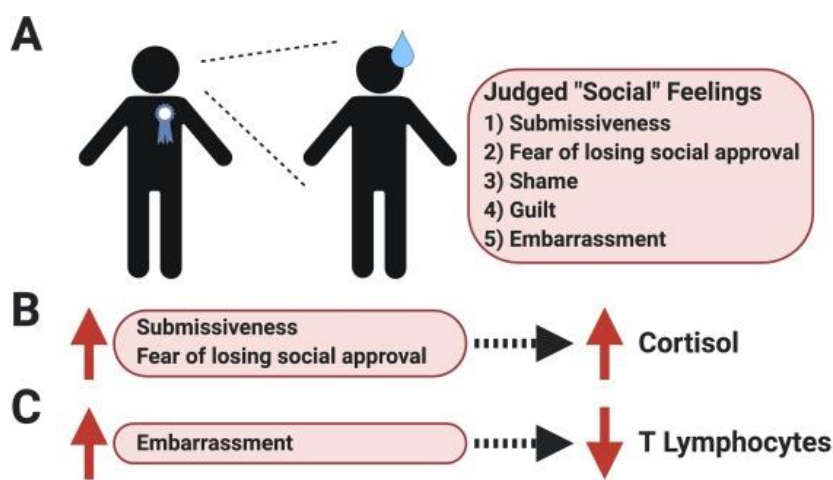 A
Judged "Social" Feelings
1) Submissiveness
2) Fear of losing social approval
3) Shame
4) Guilt
5) Embarrassment
B
Submissiveness
Fear of losing social approval
Cortisol
C
Embarrassment
T Lymphocytes